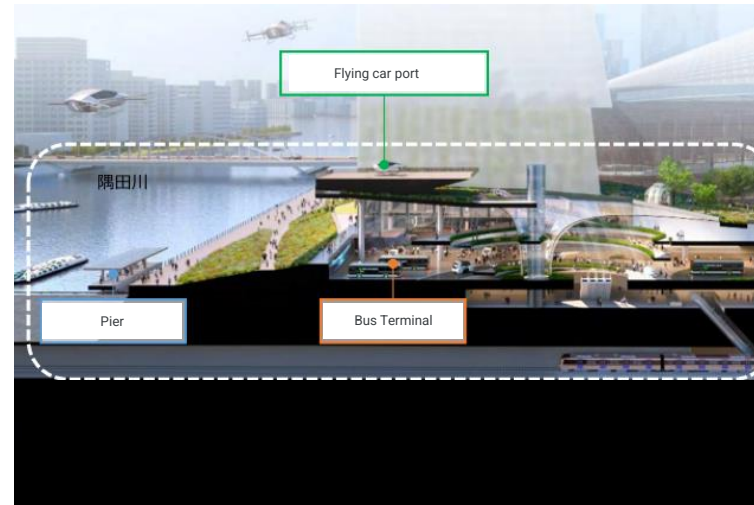 Flying car port
隅田川
Pier
Bus Terminal